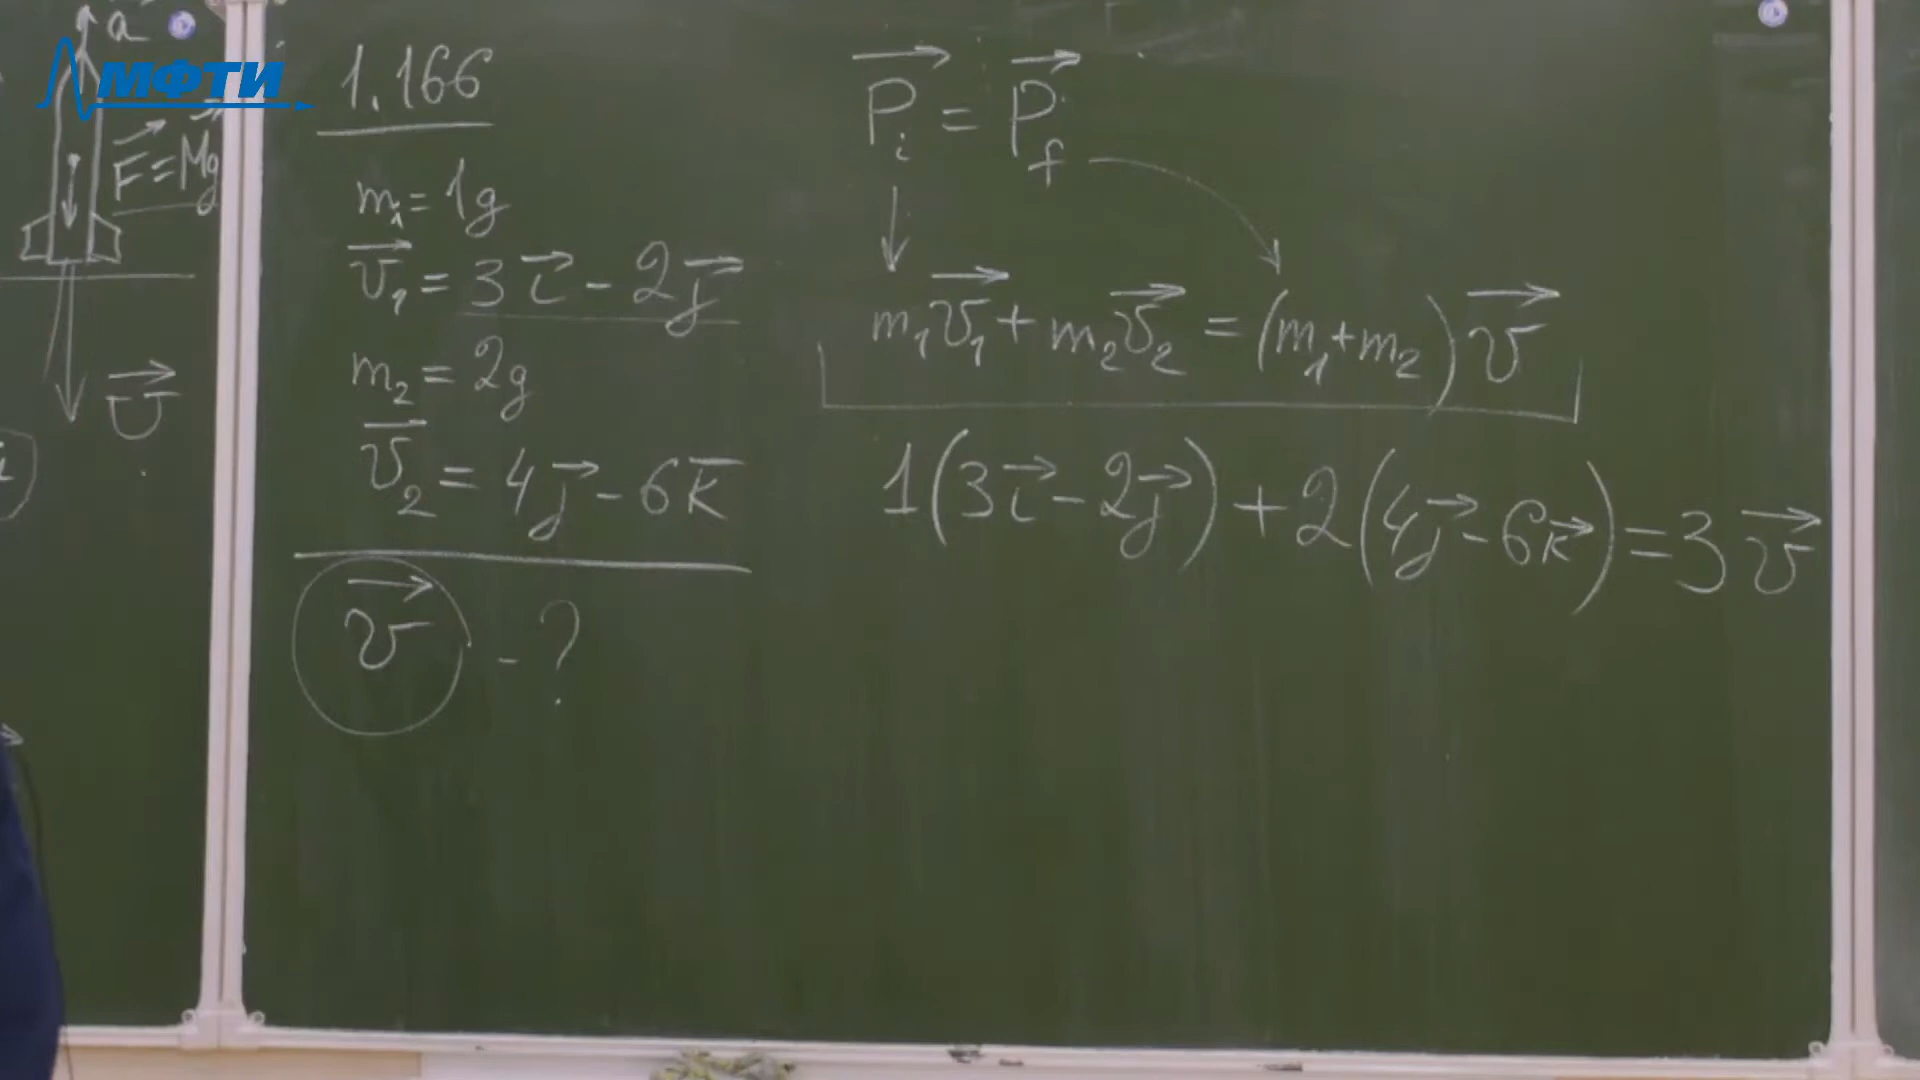 a
МФТИ
F = Mg
U
1.166
m₁ = 1g
v₁ = 3i - 2j
m₂ = 2g
v₂ = 4j - 6k
v - ?
Pᵢ = P_f
m₁v₁ + m₂v₂ = (m₁ + m₂)v
1(3i - 2j) + 2(4j - 6k) = 3v